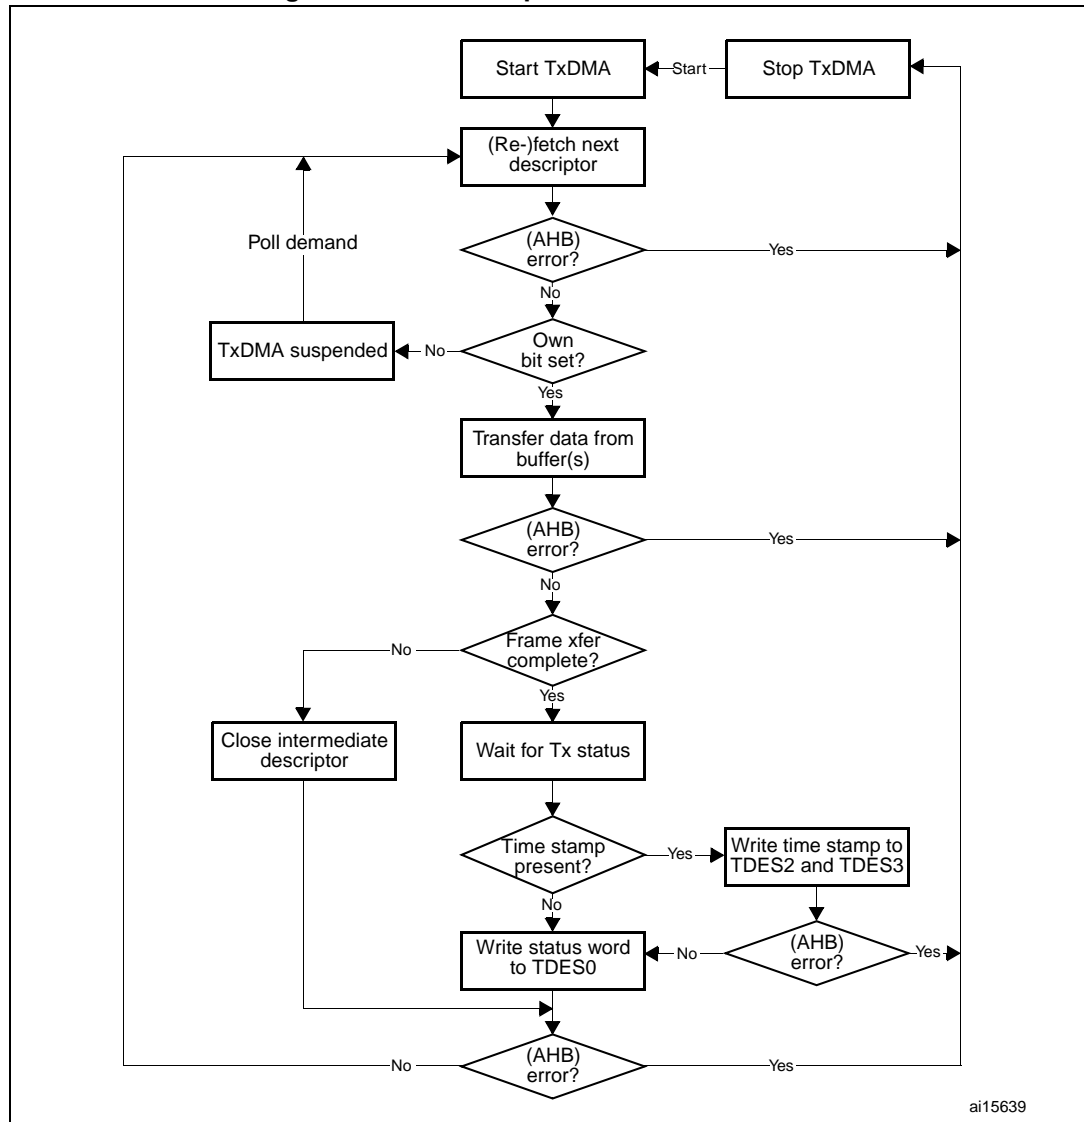 Start TxDMA
Start
Stop TxDMA
(Re-)fetch next
descriptor
Poll demand
(AHB)
error?
Yes
No
TxDMA suspended
No
Own
bit set?
Yes
Transfer data from
buffer(s)
(AHB)
error?
Yes
No
No
Frame xfer
complete?
Yes
Close intermediate
descriptor
Wait for Tx status
Time stamp
present?
Yes
Write time stamp to
TDES2 and TDES3
No
Write status word
to TDES0
No
(AHB)
error?
Yes
No
(AHB)
error?
Yes
ai15639